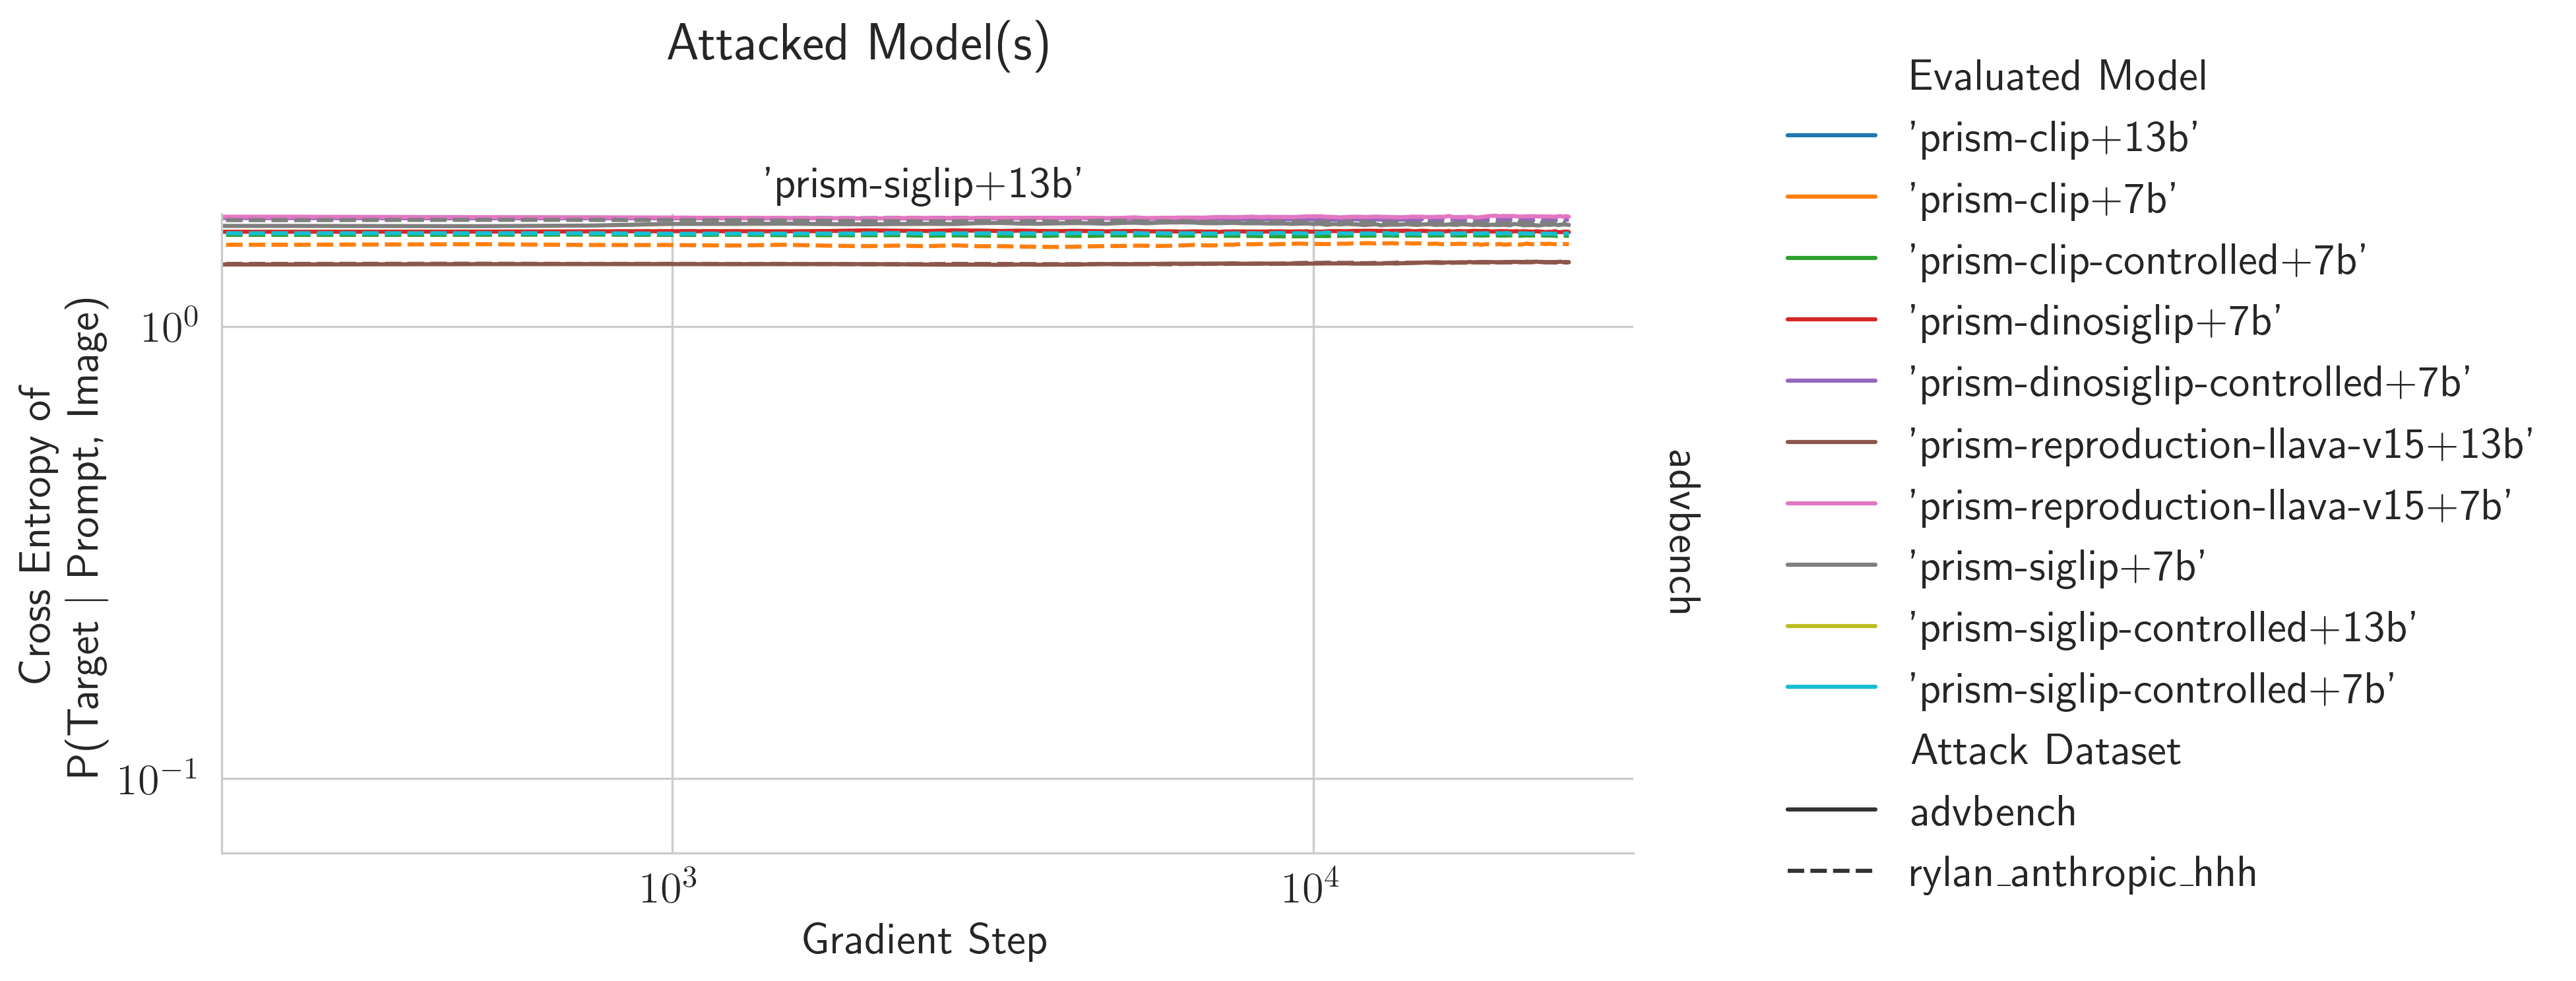 Attacked Model(s)
'prism-siglip+13b'
Cross Entropy of
P(Target | Prompt, Image)
10^0
10^-1
10^3
10^4
Gradient Step
advbench
Evaluated Model
'prism-clip+13b'
'prism-clip+7b'
'prism-clip-controlled+7b'
'prism-dinosiglip+7b'
'prism-dinosiglip-controlled+7b'
'prism-reproduction-llava-v15+13b'
'prism-reproduction-llava-v15+7b'
'prism-siglip+7b'
'prism-siglip-controlled+13b'
'prism-siglip-controlled+7b'
Attack Dataset
advbench
rylan_anthropic_hhh